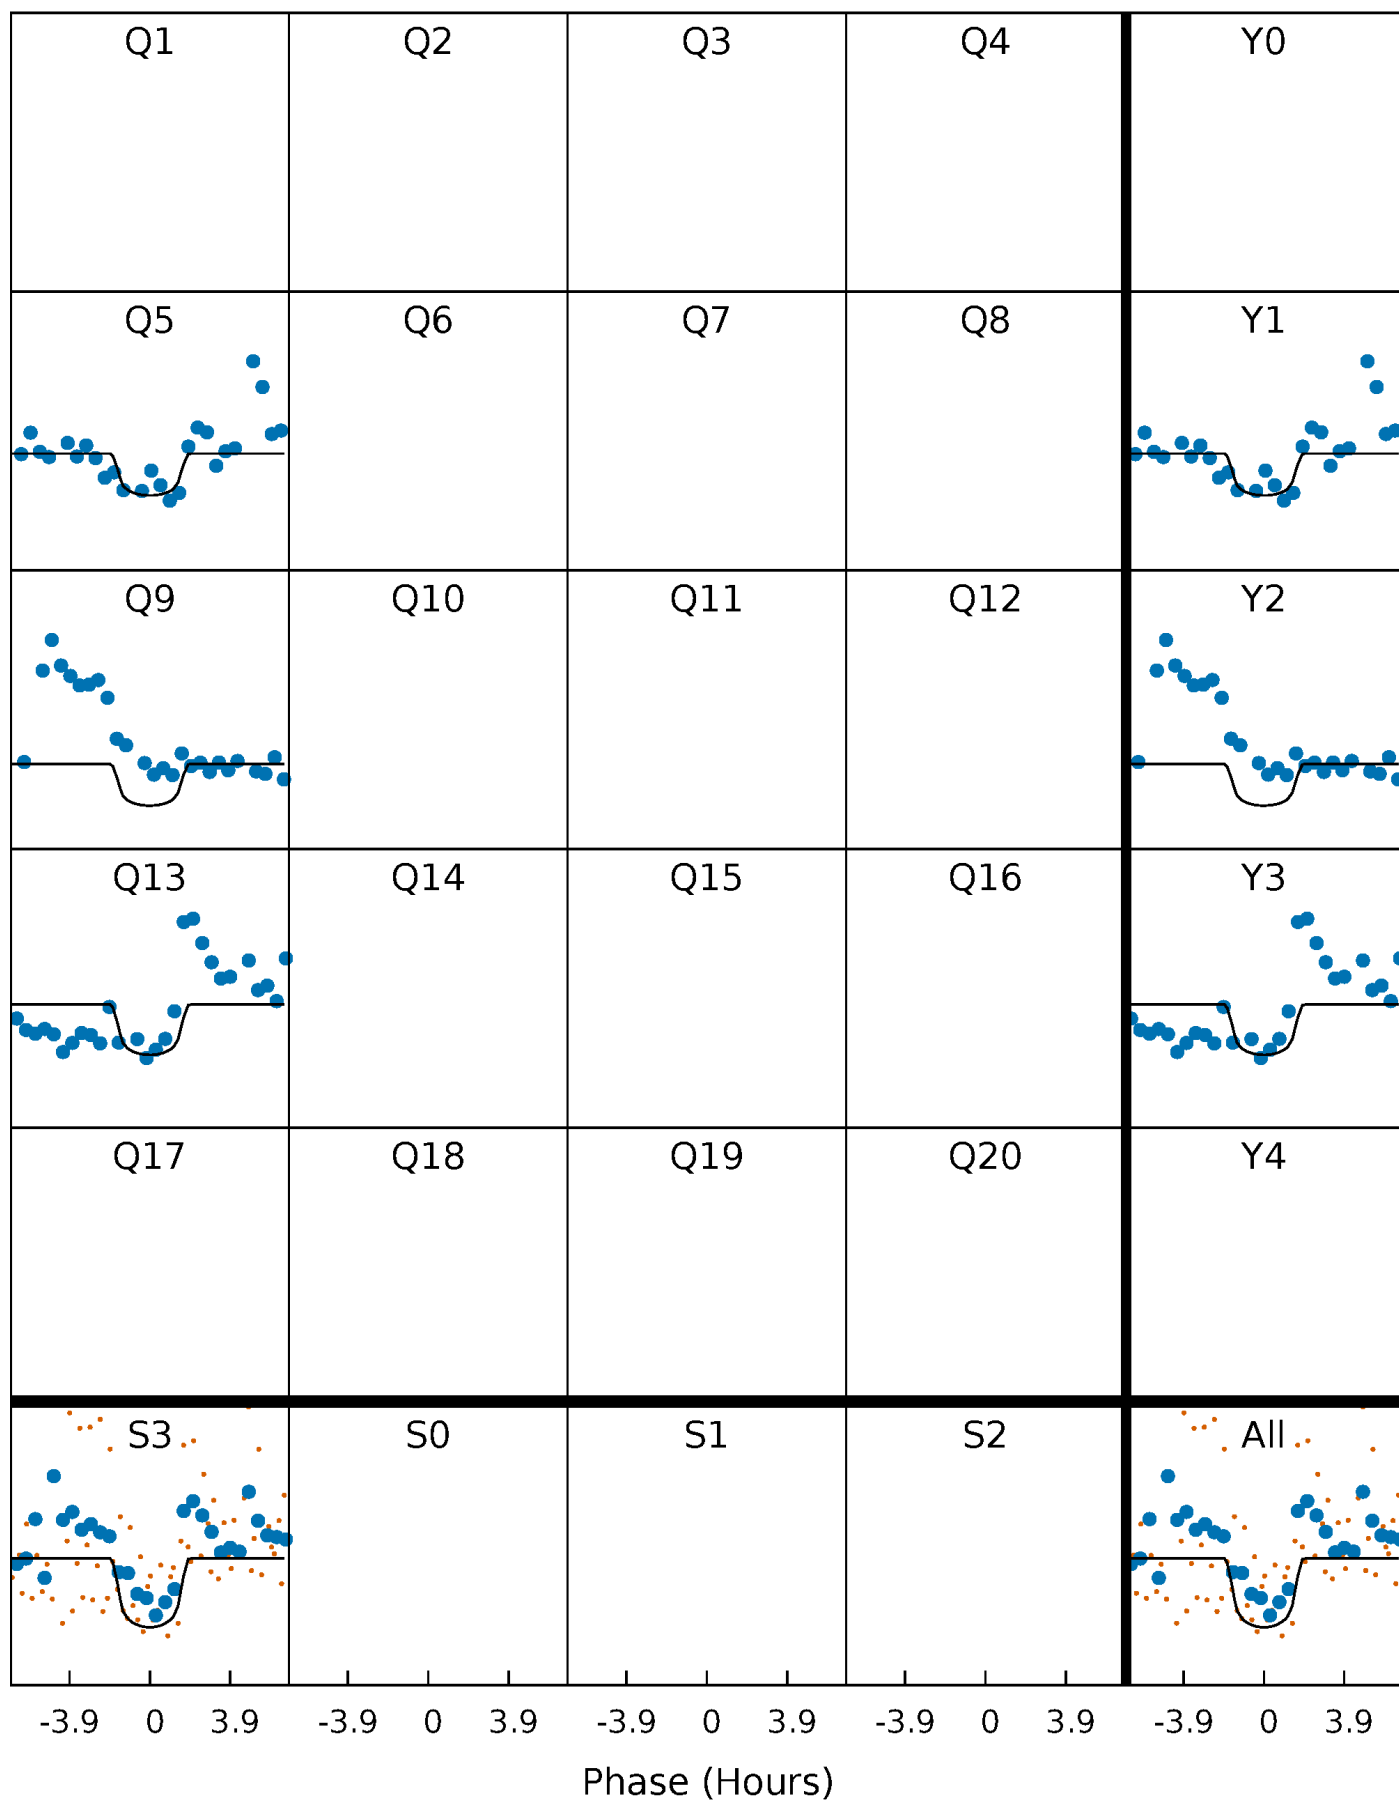 Q1 Q2 Q3 Q4 Y0
Q5 Q6 Q7 Q8 Y1
Q9 Q10 Q11 Q12 Y2
Q13 Q14 Q15 Q16 Y3
Q17 Q18 Q19 Q20 Y4
S3 S0 S1 S2 All
-3.9 0 3.9 -3.9 0 3.9 -3.9 0 3.9 -3.9 0 3.9 -3.9 0 3.9
Phase (Hours)